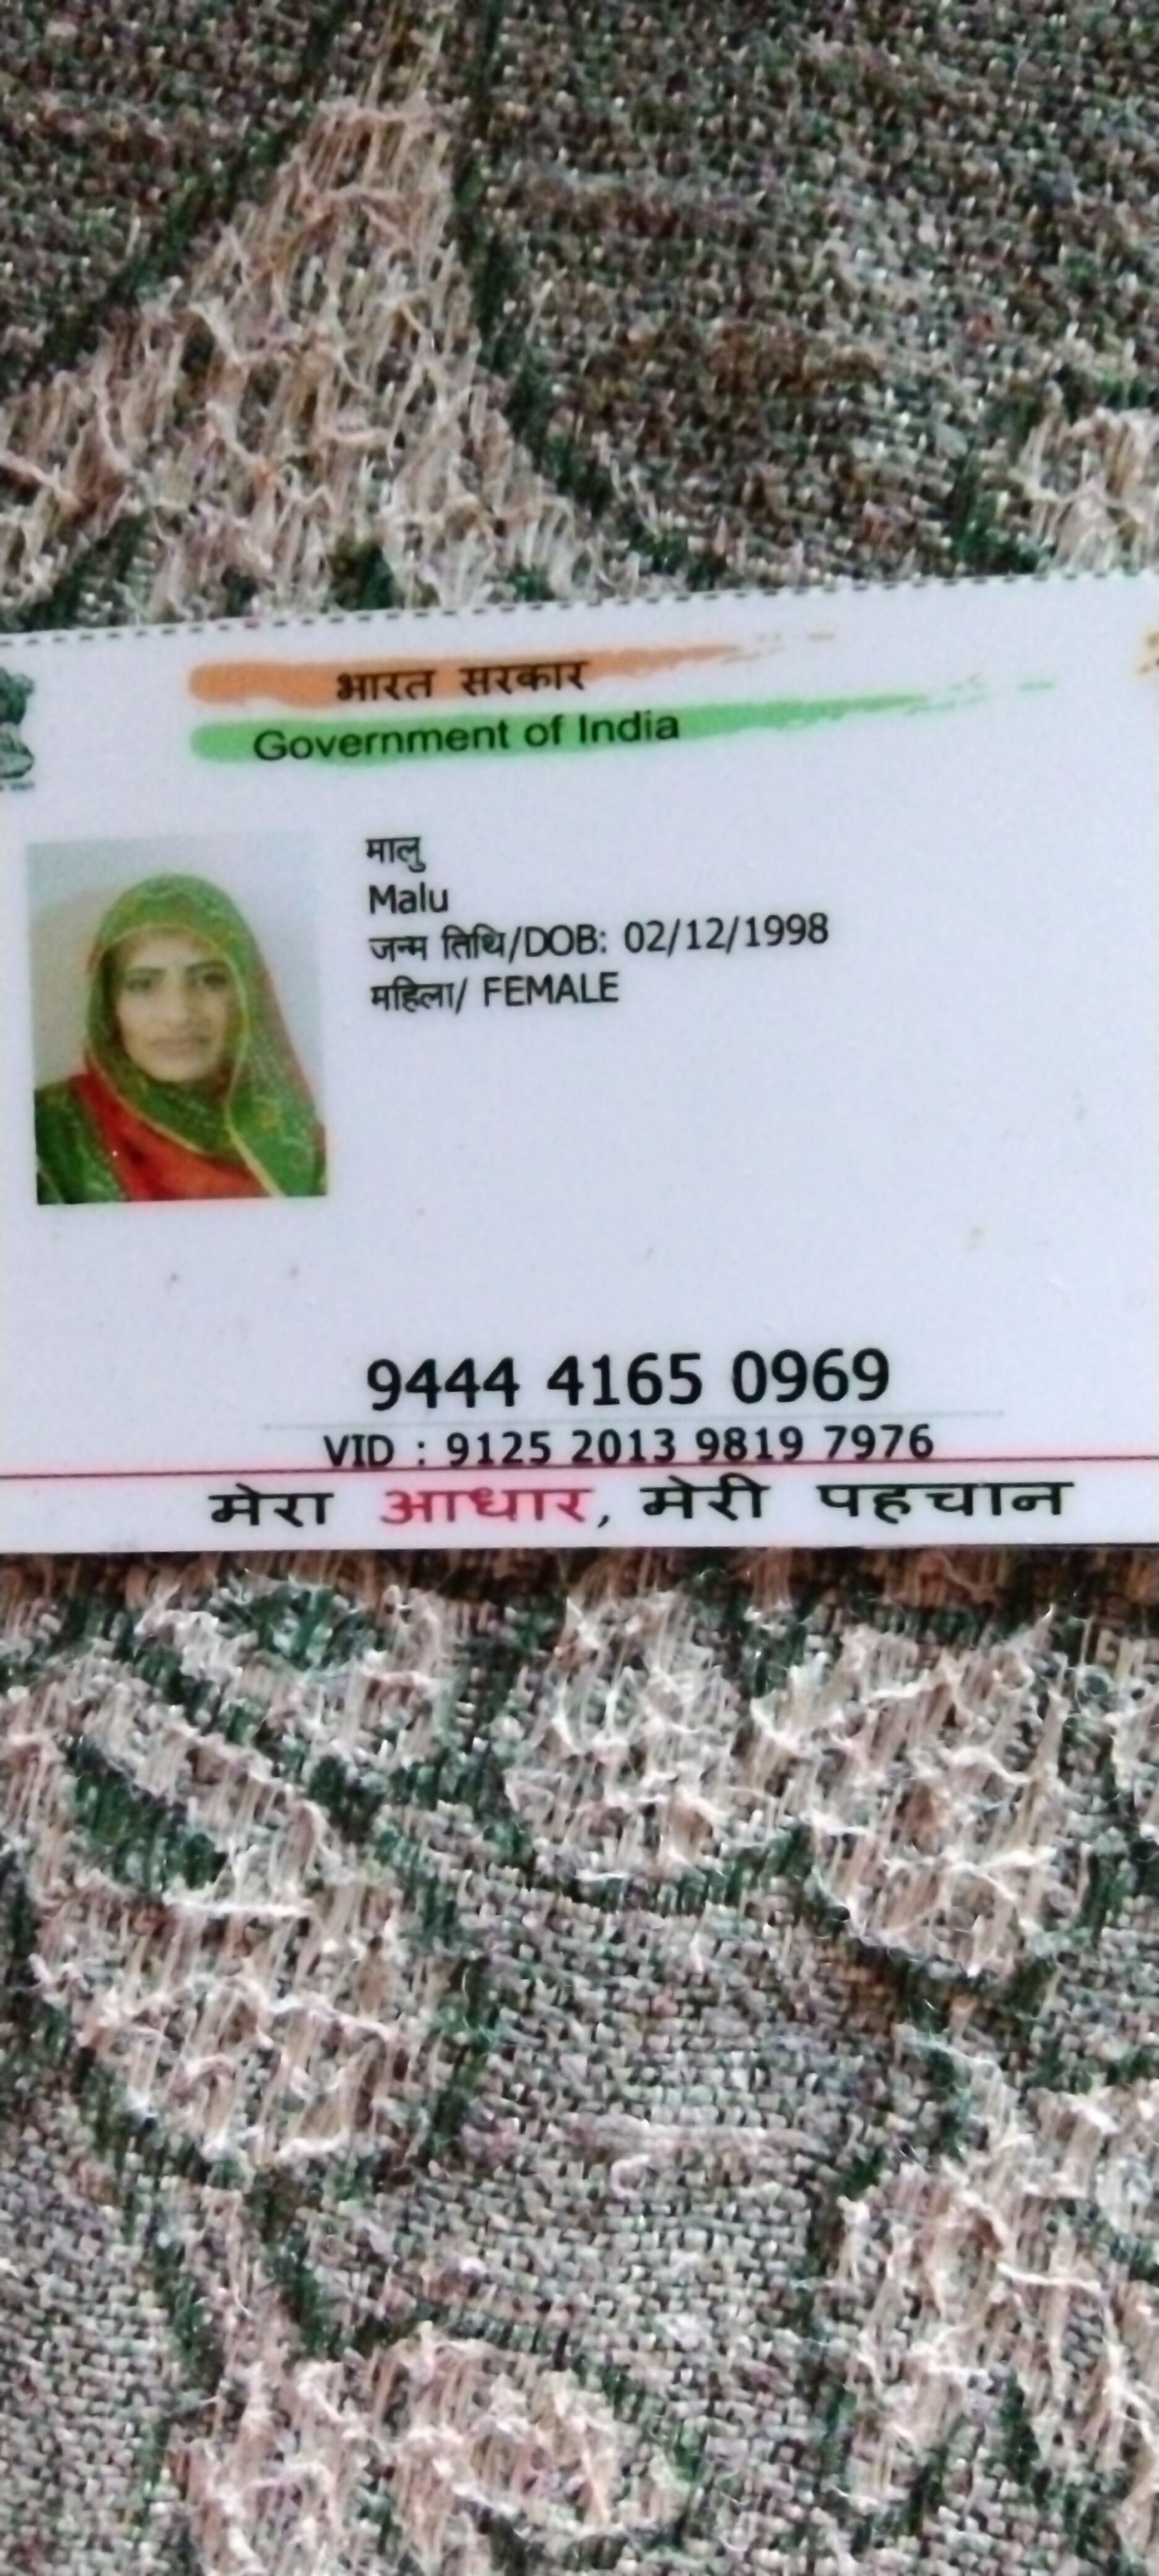 भारत सरकार
Government of India
मालु
Malu
जन्म तिथि/DOB: 02/12/1998
महिला/ FEMALE
9444 4165 0969
VID : 9125 2013 9819 7976
मेरा आधार, मेरी पहचान